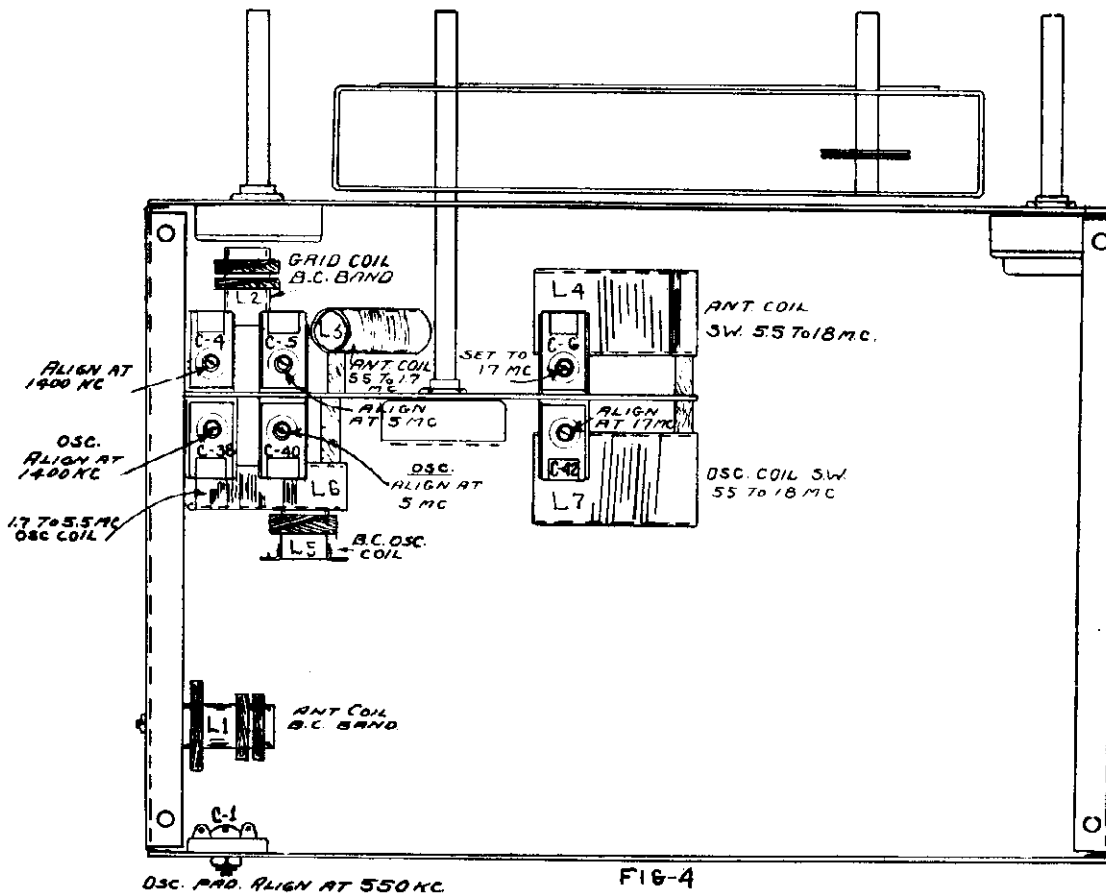 GRID COIL
B.C. BAND
L2
C-4
C-5
L3
ANT COIL
55 TO 1.7
MC
ALIGN AT
1400 KC
ALIGN
AT 5 MC
L4
ANT. COIL
S.W. 5.5 TO 18 M.C.
C-6
SET TO
17 MC
ALIGN
AT 17 MC
OSC.
ALIGN AT
1400 KC
C-38
C-40
OSC.
ALIGN AT
5 MC
L6
C-42
L7
OSC. COIL S.W.
55 TO 18 MC
1.7 TO 5.5 MC
OSC COIL
L5
B.C. OSC.
COIL
L1
ANT COIL
B.C. BAND
C-1
OSC. PAD. ALIGN AT 550 KC
FIG-4